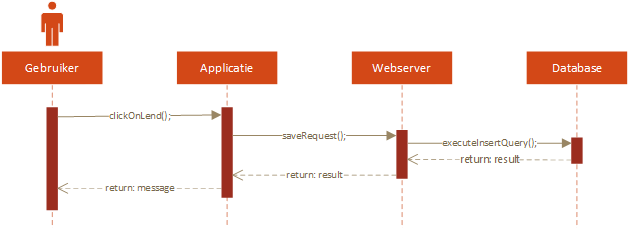 Gebruiker
Applicatie
Webserver
Database
clickOnLend();
saveRequest();
executeInsertQuery();
return: result
return: result
return: message